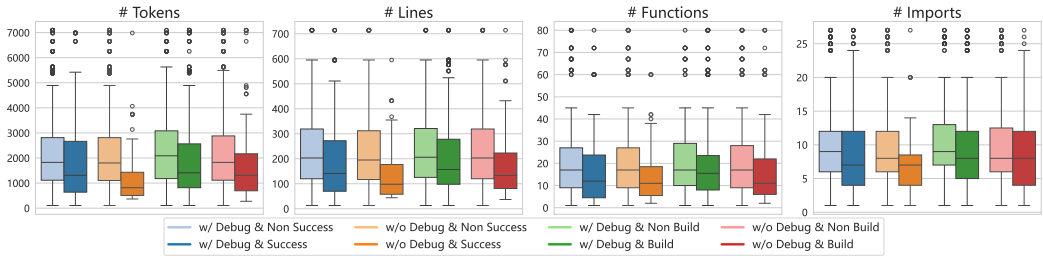 # Tokens
# Lines
# Functions
# Imports
7000
6000
5000
4000
3000
2000
1000
0
700
600
500
400
300
200
100
0
80
70
60
50
40
30
20
10
0
25
20
15
10
5
0
w/ Debug & Non Success
w/o Debug & Non Success
w/ Debug & Non Build
w/o Debug & Non Build
w/ Debug & Success
w/o Debug & Success
w/ Debug & Build
w/o Debug & Build